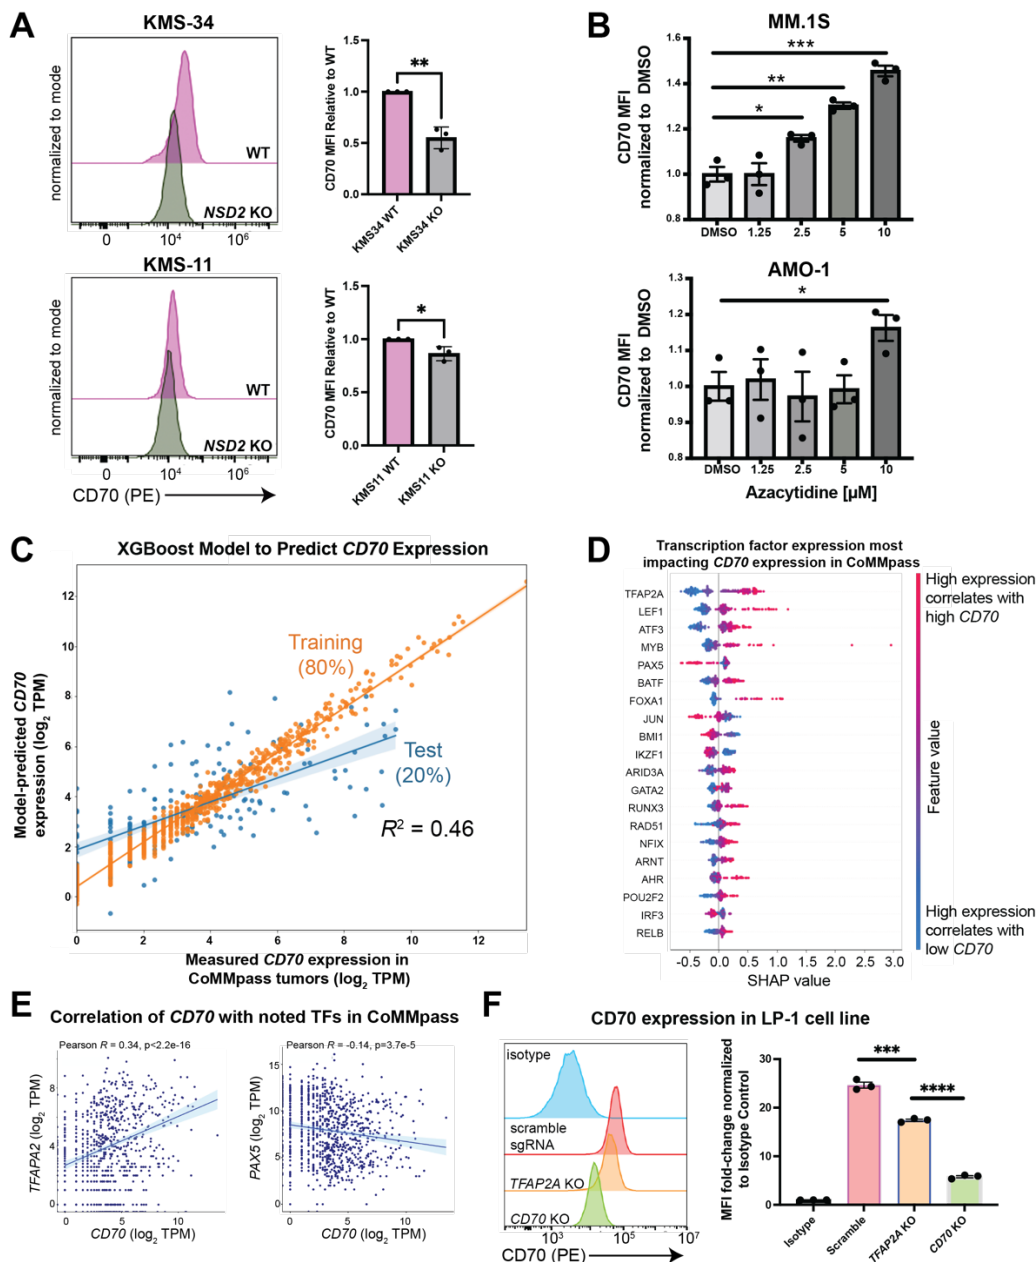 A
KMS-34
normalized to mode
WT
NSD2 KO
0
10^4
10^6
CD70 MFI Relative to WT
1.5
1.0
0.5
0.0
**
KMS34 WT
KMS34 KO
KMS-11
normalized to mode
WT
NSD2 KO
0
10^4
10^6
CD70 (PE)
CD70 MFI Relative to WT
1.5
1.0
0.5
0.0
*
KMS11 WT
KMS11 KO
B
MM.1S
CD70 MFI
normalized to DMSO
1.6
1.4
1.2
1.0
0.8
***
**
*
DMSO 1.25 2.5 5 10
AMO-1
CD70 MFI
normalized to DMSO
1.3
1.2
1.1
1.0
0.9
0.8
*
DMSO 1.25 2.5 5 10
Azacytidine [µM]
C
XGBoost Model to Predict CD70 Expression
Model-predicted CD70
expression (log2 TPM)
12
10
8
6
4
2
0
Training
(80%)
Test
(20%)
R² = 0.46
0 2 4 6 8 10 12
Measured CD70 expression in
CoMMpass tumors (log2 TPM)
D
Transcription factor expression most
impacting CD70 expression in CoMMpass
TFAP2A
LEF1
ATF3
MYB
PAX5
BATF
FOXA1
JUN
BMI1
IKZF1
ARID3A
GATA2
RUNX3
RAD51
NFIX
ARNT
AHR
POU2F2
IRF3
RELB
-0.5 0.0 0.5 1.0 1.5 2.0 2.5 3.0
SHAP value
High expression
correlates with
high CD70
Feature value
High expression
correlates with
low CD70
E
Correlation of CD70 with noted TFs in CoMMpass
Pearson R = 0.34, p<2.2e-16
TFAPA2 (log2 TPM)
8
4
0
0 5 10
CD70 (log2 TPM)
Pearson R = -0.14, p=3.7e-5
PAX5 (log2 TPM)
15
10
5
0
0 5 10
CD70 (log2 TPM)
F
CD70 expression in LP-1 cell line
isotype
scramble
sgRNA
TFAP2A KO
CD70 KO
10^3
10^5
10^7
CD70 (PE)
MFI fold-change normalized
to Isotype Control
30
20
10
0
***
****
Isotype
Scramble
TFAP2A KO
CD70 KO